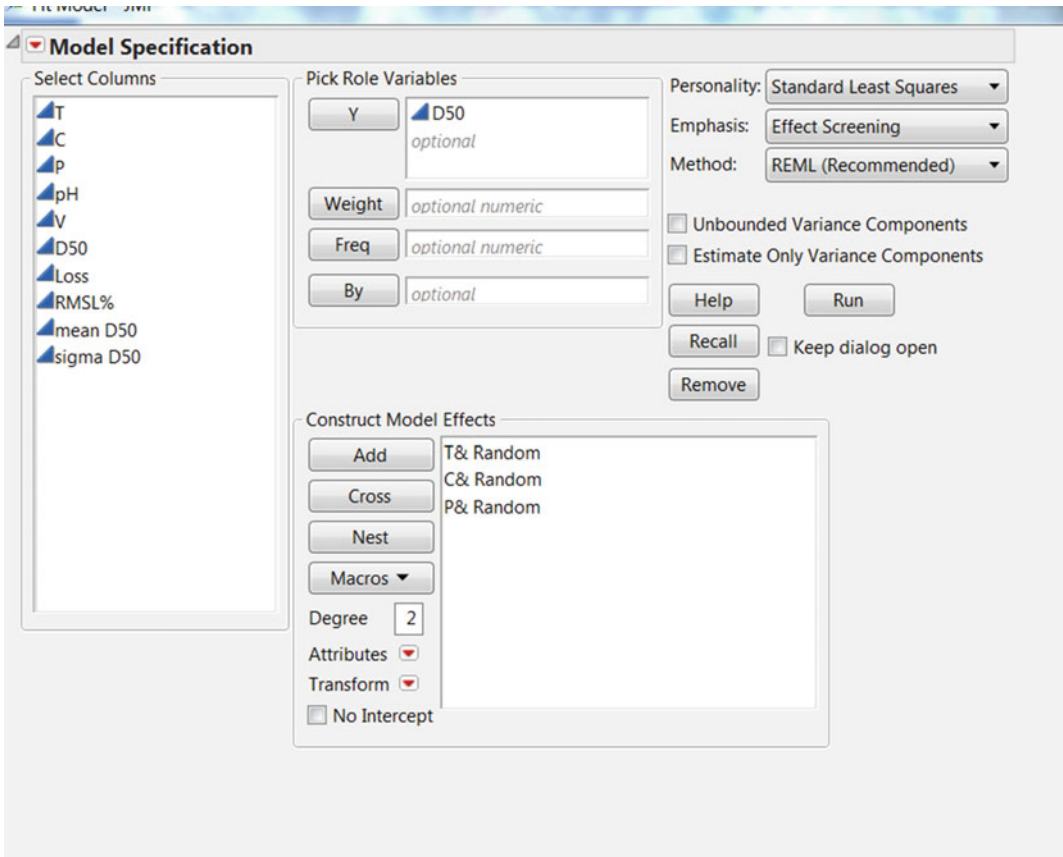 Fit Model - JMP
Model Specification
Select Columns
T
C
P
pH
V
D50
Loss
RMSL%
mean D50
sigma D50
Pick Role Variables
Y
D50
optional
Weight
optional numeric
Freq
optional numeric
By
optional
Personality: Standard Least Squares
Emphasis: Effect Screening
Method: REML (Recommended)
Unbounded Variance Components
Estimate Only Variance Components
Help Run
Recall Keep dialog open
Remove
Construct Model Effects
Add
Cross
Nest
Macros
Degree 2
Attributes
Transform
No Intercept
T& Random
C& Random
P& Random